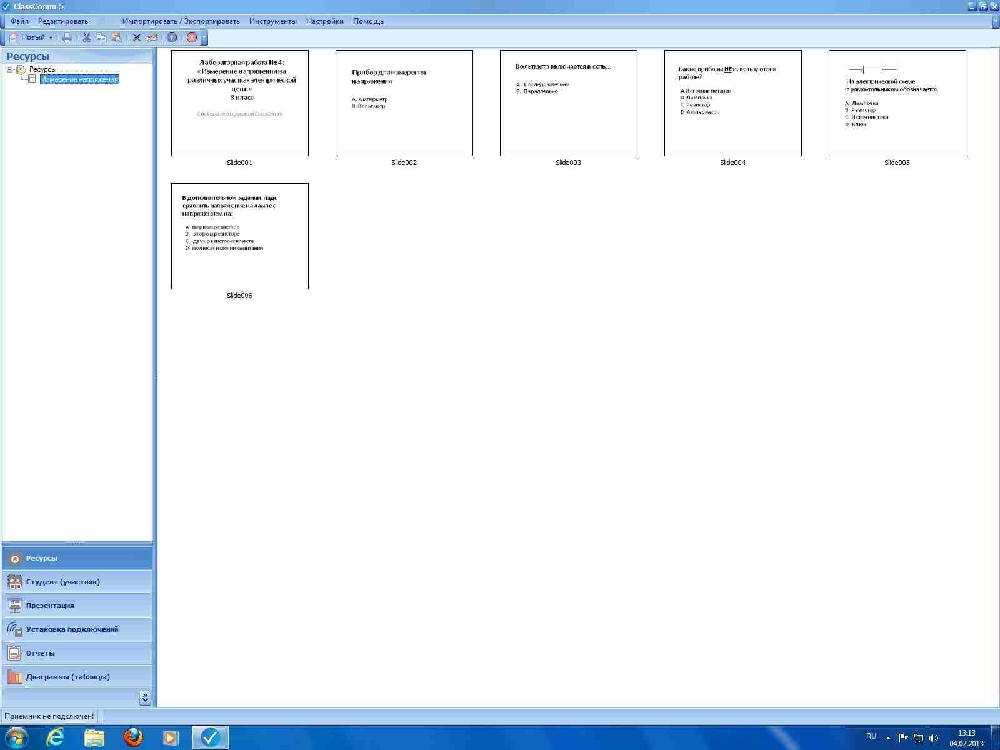 ClassComm 5
Файл Редактировать Импортировать / Экспортировать Инструменты Настройки Помощь
Новый
Ресурсы
Ресурсы
Измерение напряжения
Лабораторная работа № 4:
«Измерение напряжения на
различных участках электрической
цепи»
8 класс
Система тестирования ClassComm
Slide001
Прибор для измерения
напряжения
A. Амперметр
B. Вольтметр
Slide002
Вольтметр включается в сеть...
A. Последовательно
B. Параллельно
Slide003
Какие приборы НЕ используются в
работе?
A Источник питания
B Лампочка
C Резистор
D Амперметр
Slide004
На электрической схеме
прямоугольником обозначается
A Лампочка
B Резистор
C Источник тока
D Ключ
Slide005
В дополнительном задании надо
сравнить напряжение на лампе с
напряжением на:
A первом резисторе
B втором резисторе
C двух резисторах вместе
D полюсах источника питания
Slide006
Ресурсы
Студент (участник)
Презентация
Установка подключений
Отчеты
Диаграммы (таблицы)
Приемник не подключен!
RU
13:13
04.02.2013